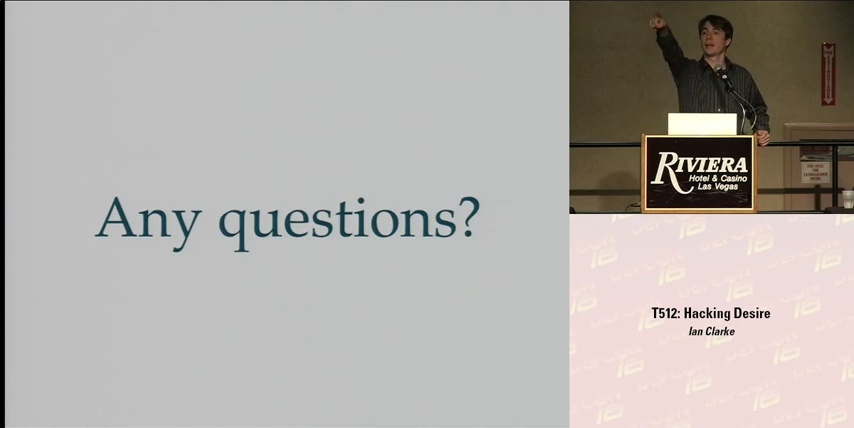 Any questions?
RIVIERA
Hotel & Casino
Las Vegas
T512: Hacking Desire
Ian Clarke